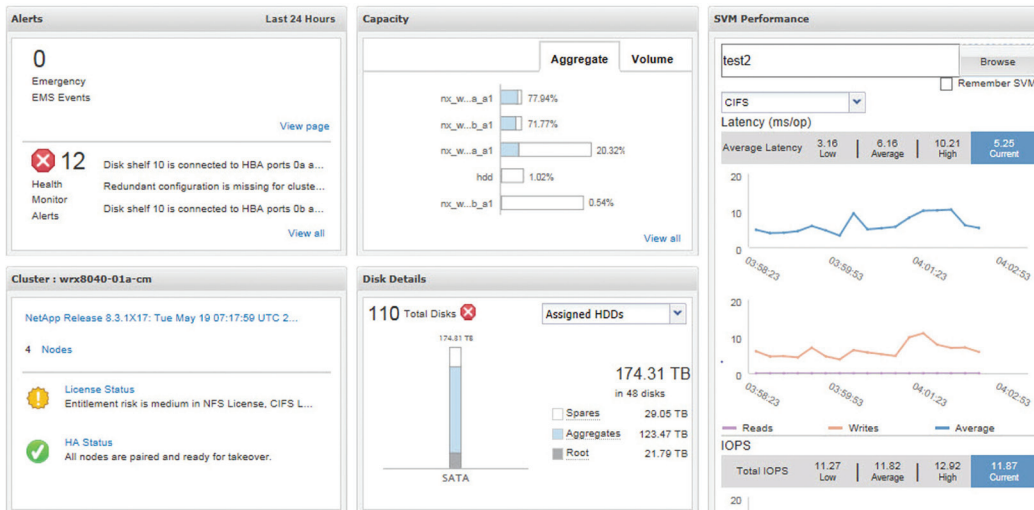 Alerts
Last 24 Hours
0
Emergency
EMS Events
View page
12
Health
Monitor
Alerts
Disk shelf 10 is connected to HBA ports 0a a...
Redundant configuration is missing for cluste...
Disk shelf 10 is connected to HBA ports 0b a...
View all
Capacity
Aggregate
Volume
nx_w...a_a1
77.94%
nx_w...b_a1
71.77%
nx_w...a_a1
20.32%
hdd
1.02%
nx_w...b_a1
0.54%
View all
SVM Performance
test2
Browse
Remember SVM
CIFS
Latency (ms/op)
Average Latency
3.16
Low
6.16
Average
10.21
High
5.25
Current
20
10
0
03:58:23
03:59:53
04:01:23
04:02:53
20
10
0
03:58:23
03:59:53
04:01:23
04:02:53
Reads
Writes
Average
IOPS
Total IOPS
11.27
Low
11.82
Average
12.92
High
11.87
Current
20
Cluster : wrx8040-01a-cm
NetApp Release 8.3.1X17: Tue May 19 07:17:59 UTC 2...
4 Nodes
License Status
Entitlement risk is medium in NFS License, CIFS L...
HA Status
All nodes are paired and ready for takeover.
Disk Details
110 Total Disks
Assigned HDDs
174.31 TB
SATA
174.31 TB
in 48 disks
Spares
29.05 TB
Aggregates
123.47 TB
Root
21.79 TB